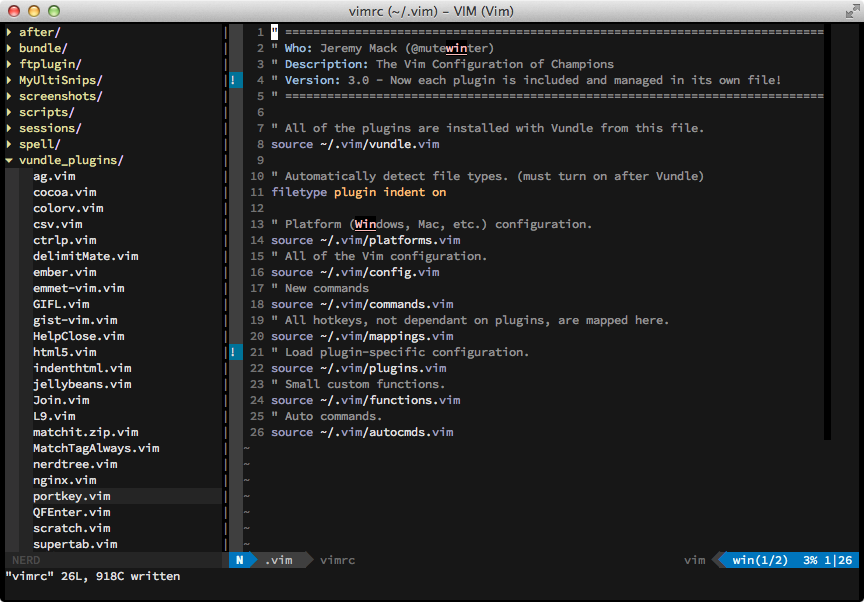 vimrc (~/.vim) – VIM (Vim)
after/
bundle/
ftplugin/
MyUltiSnips/
screenshots/
scripts/
sessions/
spell/
vundle_plugins/
ag.vim
cocoa.vim
colorv.vim
csv.vim
ctrlp.vim
delimitMate.vim
ember.vim
emmet-vim.vim
GIFL.vim
gist-vim.vim
HelpClose.vim
html5.vim
indenthtml.vim
jellybeans.vim
Join.vim
L9.vim
matchit.zip.vim
MatchTagAlways.vim
nerdtree.vim
nginx.vim
portkey.vim
QFEnter.vim
scratch.vim
supertab.vim
NERD
1 " =============================================================================
2 " Who: Jeremy Mack (@mutewinter)
3 " Description: The Vim Configuration of Champions
! 4 " Version: 3.0 - Now each plugin is included and managed in its own file!
5 " =============================================================================
6
7 " All of the plugins are installed with Vundle from this file.
8 source ~/.vim/vundle.vim
9
10 " Automatically detect file types. (must turn on after Vundle)
11 filetype plugin indent on
12
13 " Platform (Windows, Mac, etc.) configuration.
14 source ~/.vim/platforms.vim
15 " All of the Vim configuration.
16 source ~/.vim/config.vim
17 " New commands
18 source ~/.vim/commands.vim
19 " All hotkeys, not dependant on plugins, are mapped here.
20 source ~/.vim/mappings.vim
! 21 " Load plugin-specific configuration.
22 source ~/.vim/plugins.vim
23 " Small custom functions.
24 source ~/.vim/functions.vim
25 " Auto commands.
26 source ~/.vim/autocmds.vim
~
~
~
~
~
~
~
N .vim vimrc vim win(1/2) 3% 1|26
"vimrc" 26L, 918C written